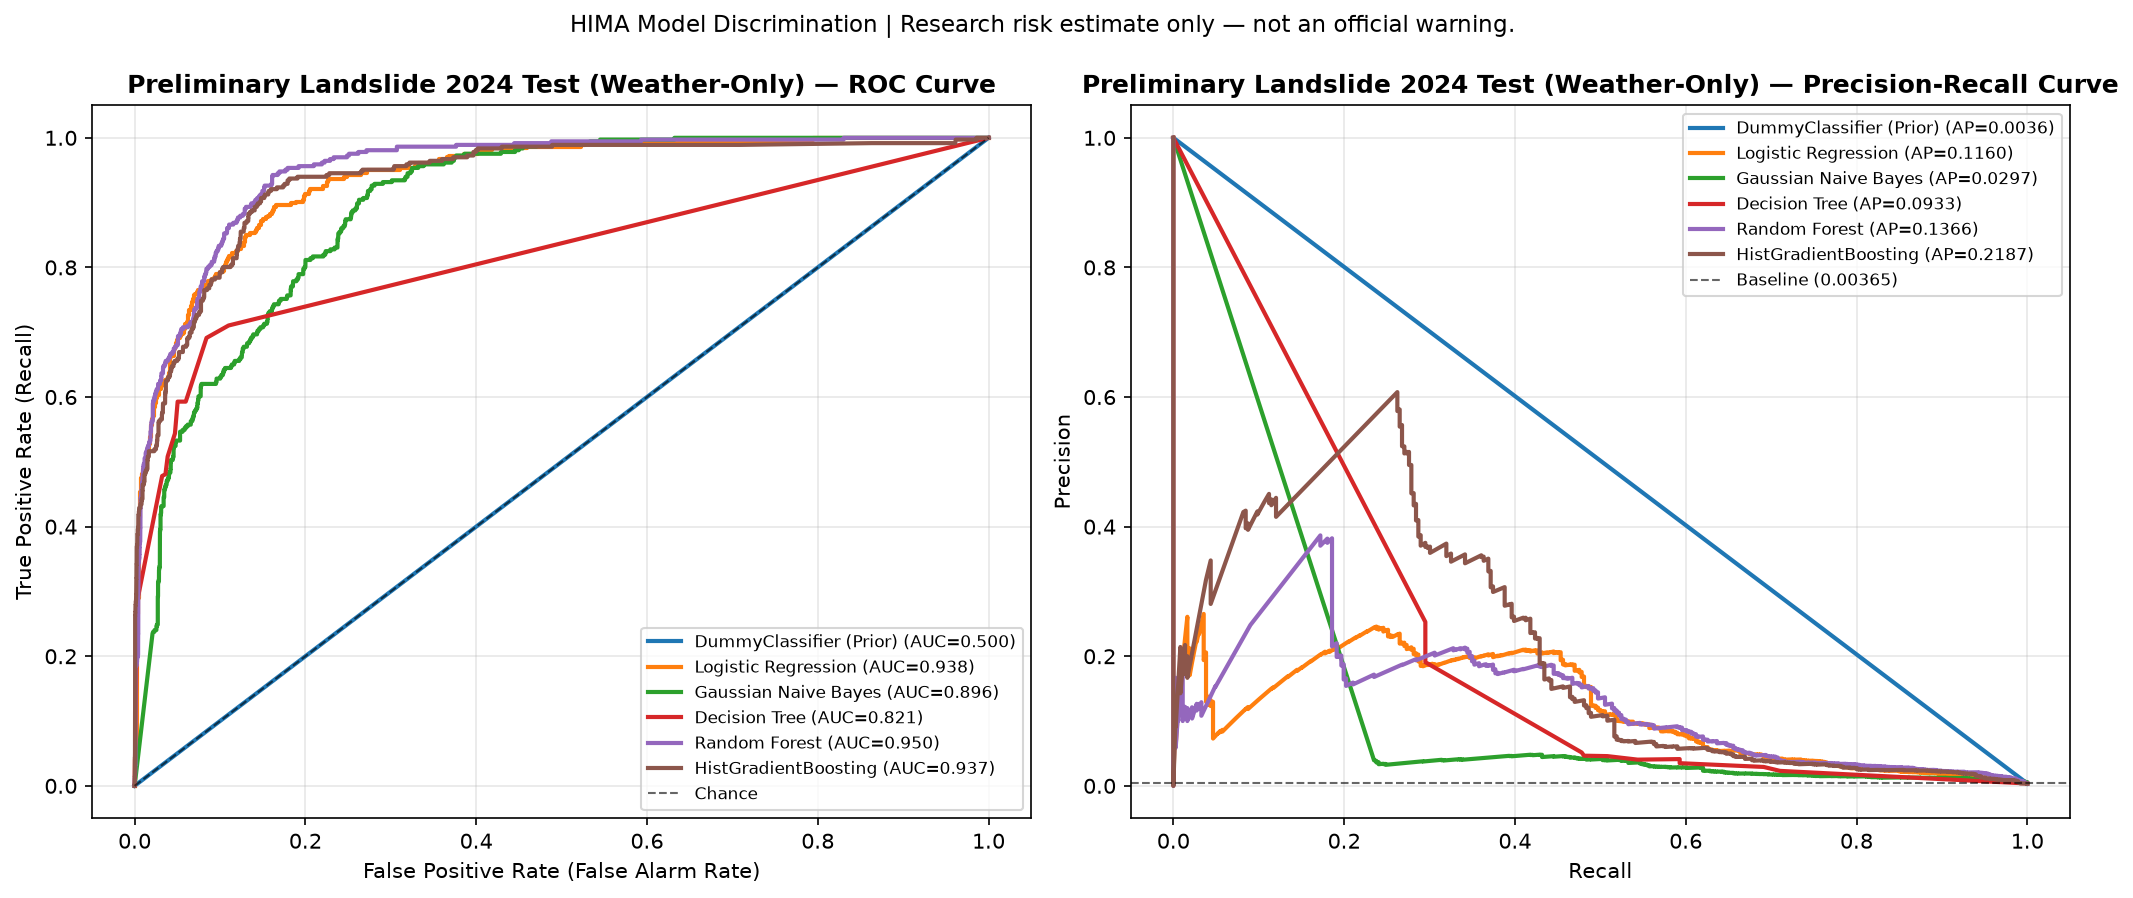 HIMA Model Discrimination | Research risk estimate only — not an official warning.
Preliminary Landslide 2024 Test (Weather-Only) — ROC Curve
True Positive Rate (Recall)
1.0
0.8
0.6
0.4
0.2
0.0
DummyClassifier (Prior) (AUC=0.500)
Logistic Regression (AUC=0.938)
Gaussian Naive Bayes (AUC=0.896)
Decision Tree (AUC=0.821)
Random Forest (AUC=0.950)
HistGradientBoosting (AUC=0.937)
Chance
0.0 0.2 0.4 0.6 0.8 1.0
False Positive Rate (False Alarm Rate)
Preliminary Landslide 2024 Test (Weather-Only) — Precision-Recall Curve
Precision
1.0
0.8
0.6
0.4
0.2
0.0
DummyClassifier (Prior) (AP=0.0036)
Logistic Regression (AP=0.1160)
Gaussian Naive Bayes (AP=0.0297)
Decision Tree (AP=0.0933)
Random Forest (AP=0.1366)
HistGradientBoosting (AP=0.2187)
Baseline (0.00365)
0.0 0.2 0.4 0.6 0.8 1.0
Recall